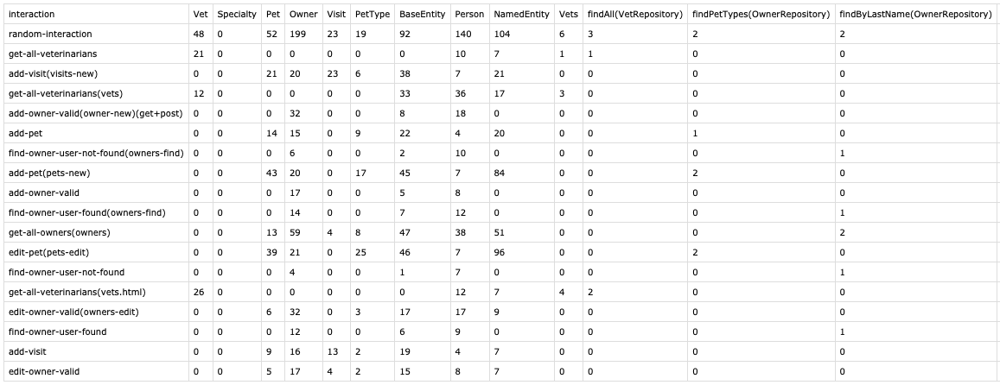 interaction Vet Specialty Pet Owner Visit PetType BaseEntity Person NamedEntity Vets findAll(VetRepository) findPetTypes(OwnerRepository) findByLastName(OwnerRepository)
random-interaction 48 0 52 199 23 19 92 140 104 6 3 2 2
get-all-veterinarians 21 0 0 0 0 0 0 10 7 1 1 0 0
add-visit(visits-new) 0 0 21 20 23 6 38 7 21 0 0 0 0
get-all-veterinarians(vets) 12 0 0 0 0 0 33 36 17 3 0 0 0
add-owner-valid(owner-new)(get+post) 0 0 0 32 0 0 8 18 0 0 0 0 0
add-pet 0 0 14 15 0 9 22 4 20 0 0 1 0
find-owner-user-not-found(owners-find) 0 0 0 6 0 0 2 10 0 0 0 0 1
add-pet(pets-new) 0 0 43 20 0 17 45 7 84 0 0 2 0
add-owner-valid 0 0 0 17 0 0 5 8 0 0 0 0 0
find-owner-user-found(owners-find) 0 0 0 14 0 0 7 12 0 0 0 0 1
get-all-owners(owners) 0 0 13 59 4 8 47 38 51 0 0 0 2
edit-pet(pets-edit) 0 0 39 21 0 25 46 7 96 0 0 2 0
find-owner-user-not-found 0 0 0 4 0 0 1 7 0 0 0 0 1
get-all-veterinarians(vets.html) 26 0 0 0 0 0 0 12 7 4 2 0 0
edit-owner-valid(owners-edit) 0 0 6 32 0 3 17 17 9 0 0 0 0
find-owner-user-found 0 0 0 12 0 0 6 9 0 0 0 0 1
add-visit 0 0 9 16 13 2 19 4 7 0 0 0 0
edit-owner-valid 0 0 5 17 4 2 15 8 7 0 0 0 0